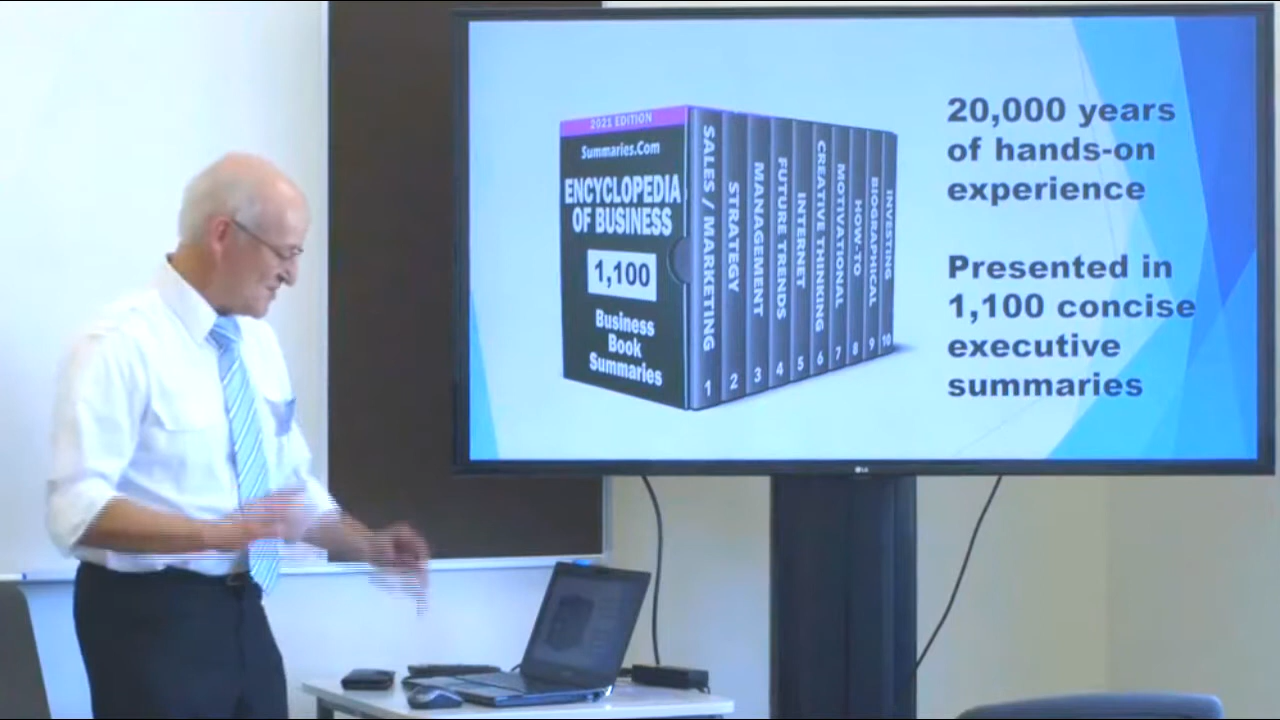 2021 EDITION
Summaries.Com
ENCYCLOPEDIA
OF BUSINESS
1,100
Business
Book
Summaries
SALES / MARKETING 1
STRATEGY 2
MANAGEMENT 3
FUTURE TRENDS 4
INTERNET 5
CREATIVE THINKING 6
MOTIVATIONAL 7
HOW-TO 8
BIOGRAPHICAL 9
INVESTING 10
20,000 years
of hands-on
experience
Presented in
1,100 concise
executive
summaries
LG